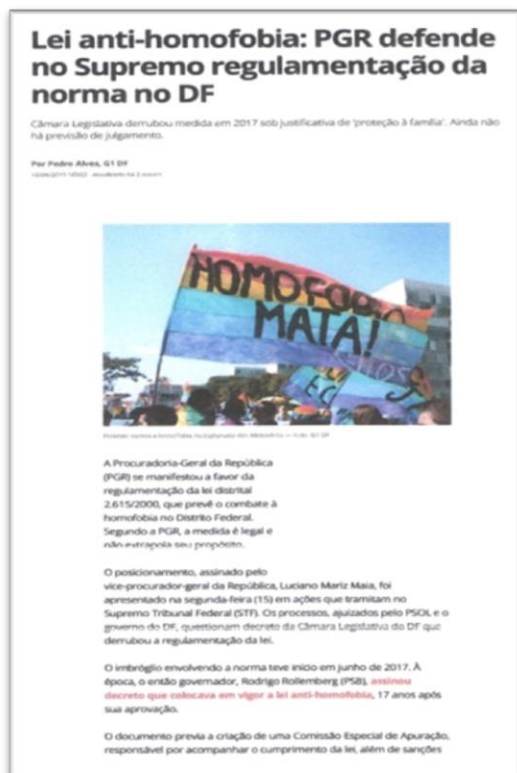 Lei anti-homofobia: PGR defende
no Supremo regulamentação da
norma no DF
Câmara Legislativa derrubou medida em 2017 sob justificativa de 'proteção à família'. Ainda não
há previsão de julgamento.
Por Pedro Alves, G1 DF
HOMOFOBIA
MATA!
A Procuradoria-Geral da República
(PGR) se manifestou a favor da
regulamentação da lei distrital
2.615/2000, que prevê o combate à
homofobia no Distrito Federal.
Segundo a PGR, a medida é legal e
não extrapola seu propósito.
O posicionamento, assinado pelo
vice-procurador-geral da República, Luciano Mariz Maia, foi
apresentado na segunda-feira (15) em ações que tramitam no
Supremo Tribunal Federal (STF). Os processos, ajuizados pelo PSOL e o
governo do DF, questionam decreto da Câmara Legislativa do DF que
derrubou a regulamentação da lei.
O imbróglio envolvendo a norma teve início em junho de 2017. À
época, o então governador, Rodrigo Rollemberg (PSB), assinou
decreto que colocava em vigor a lei anti-homofobia, 17 anos após
sua aprovação.
O documento previa a criação de uma Comissão Especial de Apuração,
responsável por acompanhar o cumprimento da lei, além de sanções